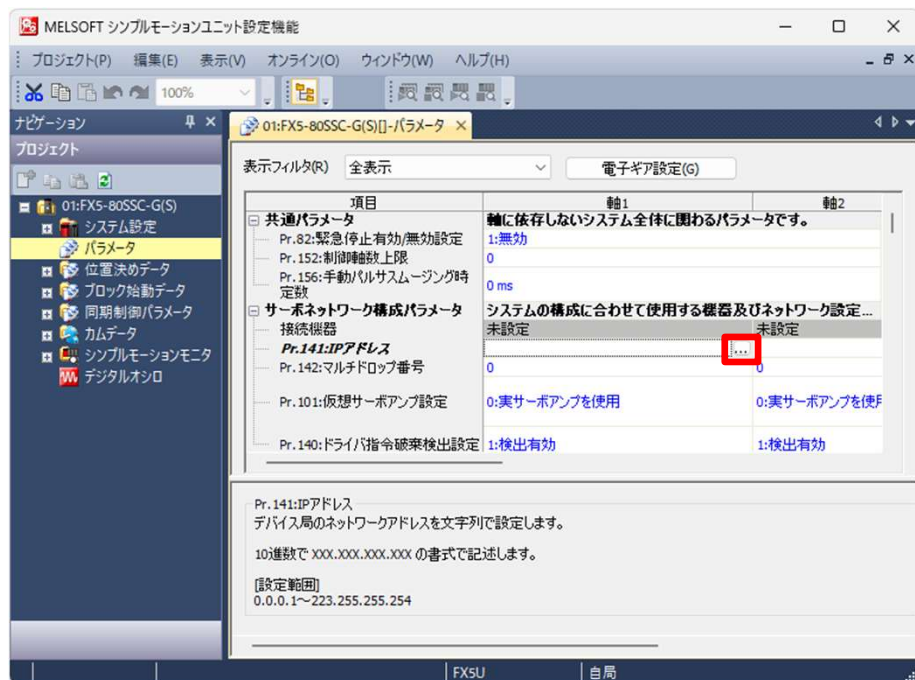 MELSOFT シンプルモーションユニット設定機能
プロジェクト(P) 編集(E) 表示(V) オンライン(O) ウィンドウ(W) ヘルプ(H)
100%
ナビゲーション
プロジェクト
01:FX5-80SSC-G(S)
システム設定
パラメータ
位置決めデータ
ブロック始動データ
同期制御パラメータ
カムデータ
シンプルモーションモニタ
デジタルオシロ
01:FX5-80SSC-G(S)[]-パラメータ
表示フィルタ(R) 全表示 電子ギア設定(G)
項目 軸1 軸2
共通パラメータ 軸に依存しないシステム全体に関わるパラメータです。
Pr.82:緊急停止有効/無効設定 1:無効
Pr.152:制御軸数上限 0
Pr.156:手動パルサスムージング時
定数 0 ms
サーボネットワーク構成パラメータ システムの構成に合わせて使用する機器及びネットワーク設定...
接続機器 未設定 未設定
Pr.141:IPアドレス ...
Pr.142:マルチドロップ番号 0 0
Pr.101:仮想サーボアンプ設定 0:実サーボアンプを使用 0:実サーボアンプを使用
Pr.140:ドライバ指令破棄検出設定 1:検出有効 1:検出有効
Pr.141:IPアドレス
デバイス局のネットワークアドレスを文字列で設定します。
10進数で XXX.XXX.XXX.XXX の書式で記述します。
[設定範囲]
0.0.0.1～223.255.255.254
FX5U 自局